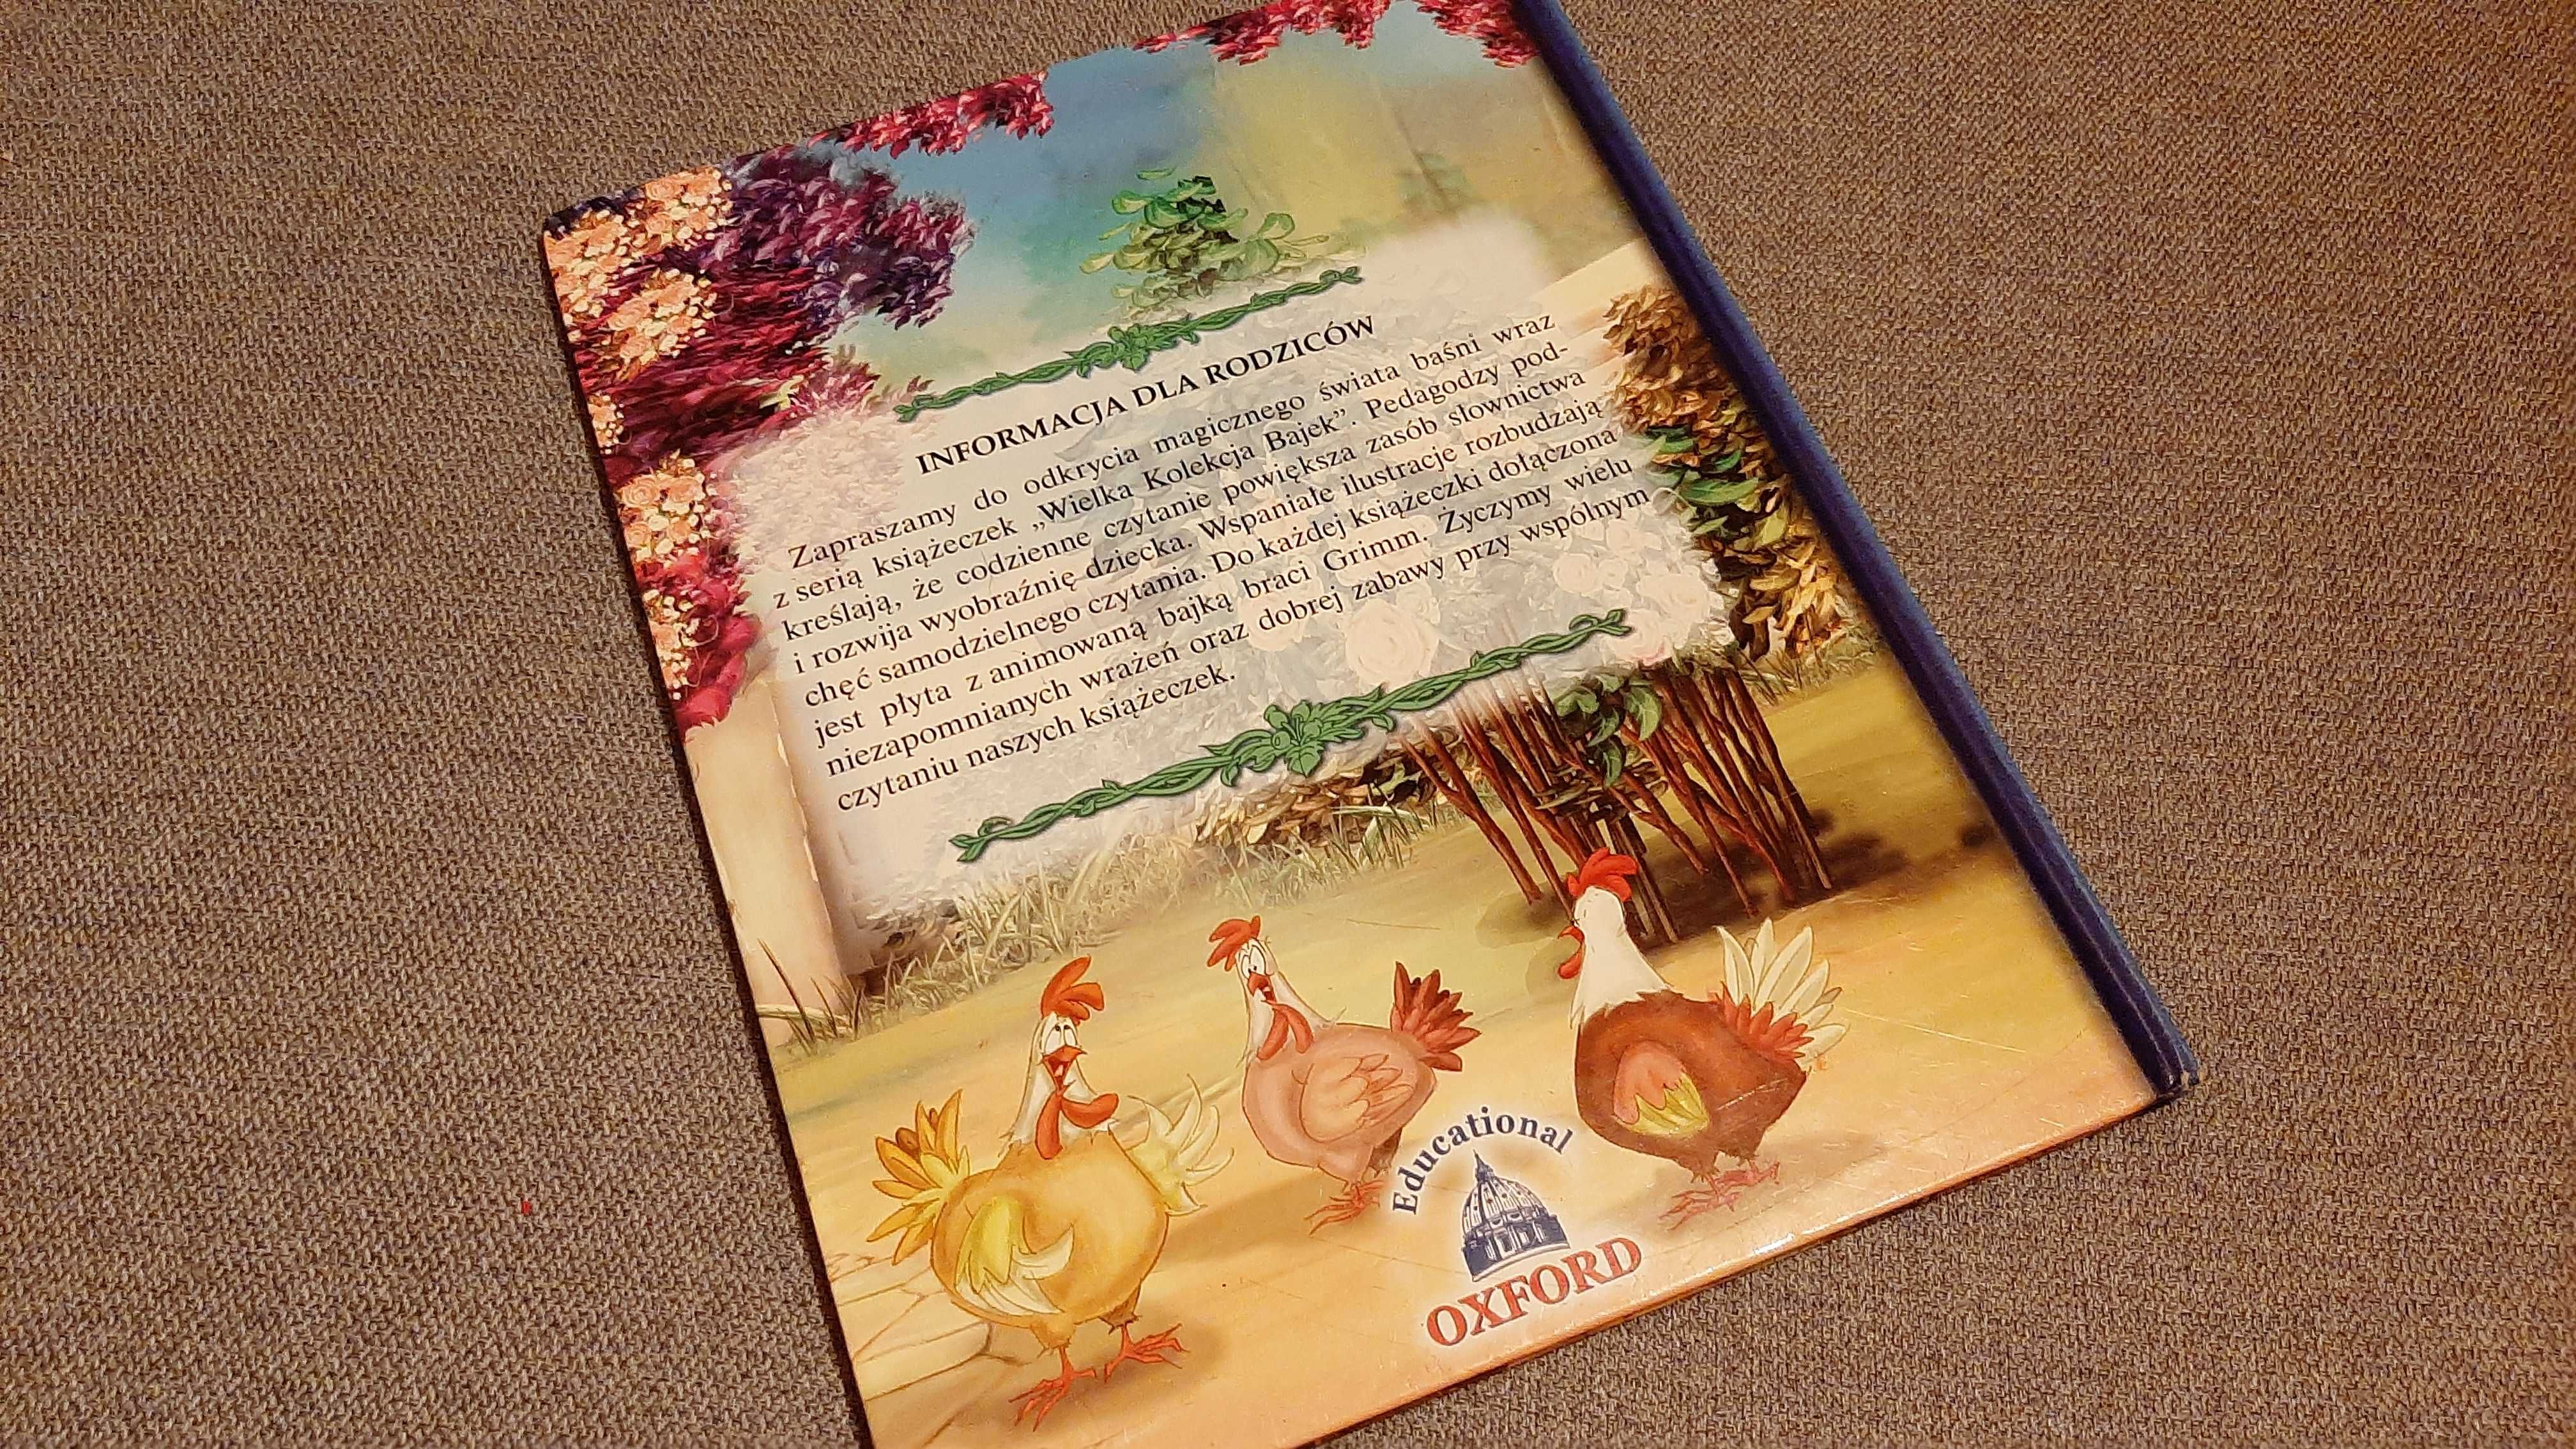 INFORMACJA DLA RODZICÓW
Zapraszamy do odkrycia magicznego świata baśni wraz
z serią książeczek „Wielka Kolekcja Bajek”. Pedagodzy pod-
kreślają, że codzienne czytanie powiększa zasób słownictwa
i rozwija wyobraźnię dziecka. Wspaniałe ilustracje rozbudzają
chęć samodzielnego czytania. Do każdej książeczki dołączona
jest płyta z animowaną bajką braci Grimm. Życzymy wielu
niezapomnianych wrażeń oraz dobrej zabawy przy wspólnym
czytaniu naszych książeczek.
Educational
OXFORD